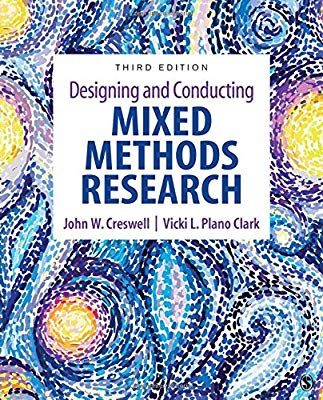 THIRD EDITION
Designing and Conducting
MIXED
METHODS
RESEARCH
John W. Creswell | Vicki L. Plano Clark